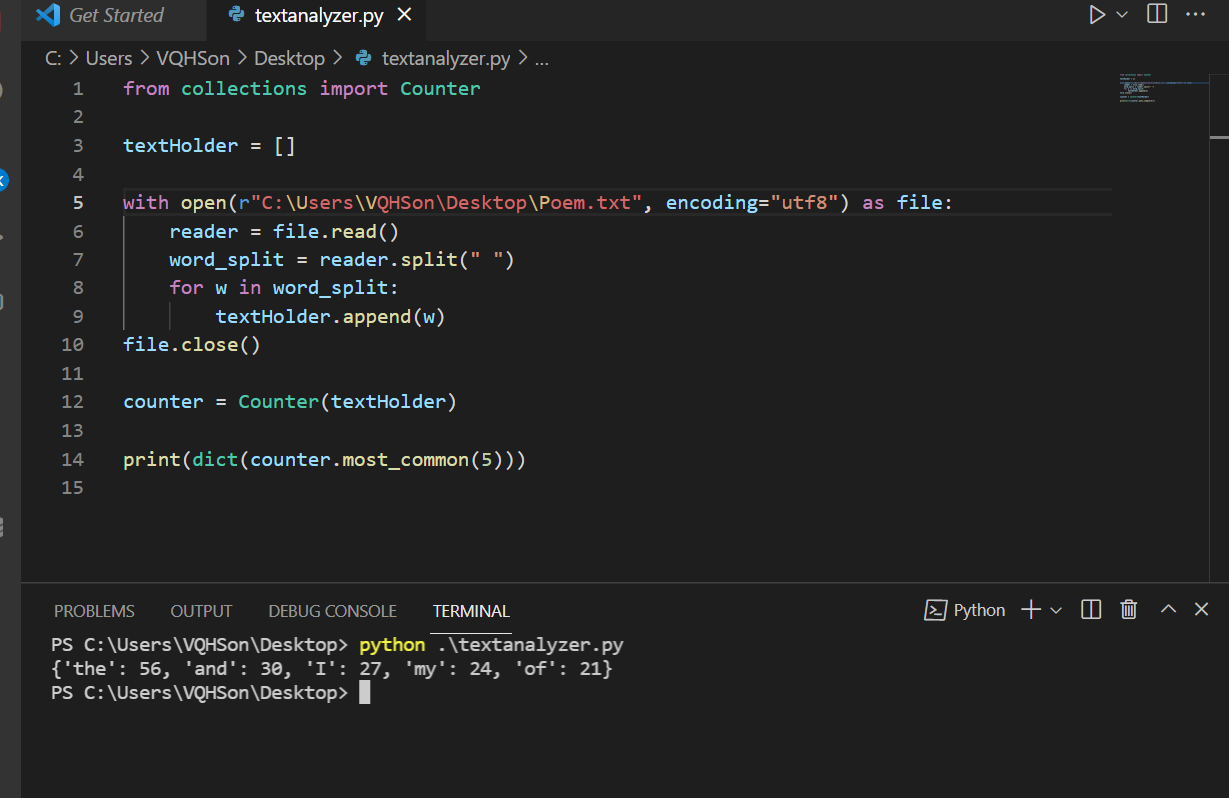 Get Started textanalyzer.py
C: > Users > VQHSon > Desktop > textanalyzer.py > ...
1 from collections import Counter
2
3 textHolder = []
4
5 with open(r"C:\Users\VQHSon\Desktop\Poem.txt", encoding="utf8") as file:
6     reader = file.read()
7     word_split = reader.split(" ")
8     for w in word_split:
9         textHolder.append(w)
10 file.close()
11
12 counter = Counter(textHolder)
13
14 print(dict(counter.most_common(5)))
15
PROBLEMS OUTPUT DEBUG CONSOLE TERMINAL Python
PS C:\Users\VQHSon\Desktop> python .\textanalyzer.py
{'the': 56, 'and': 30, 'I': 27, 'my': 24, 'of': 21}
PS C:\Users\VQHSon\Desktop>